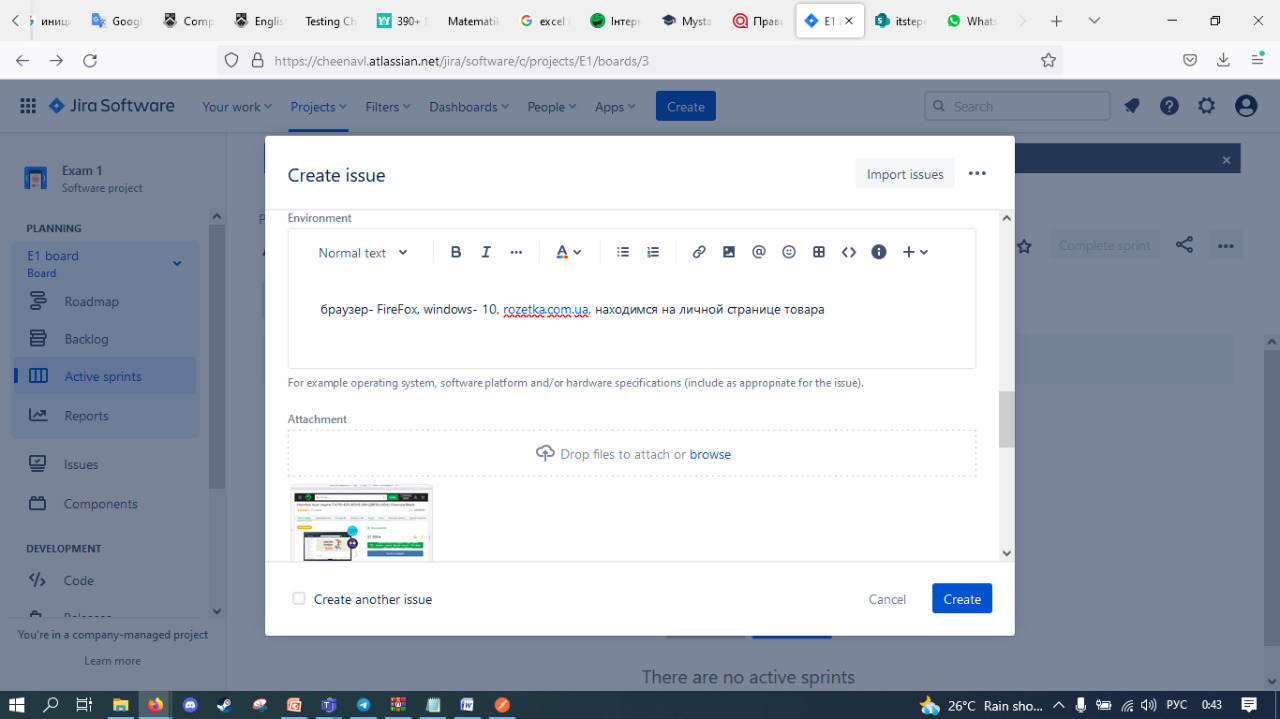 иниц
Googl
Comp
English
Testing Ch
390+
Matematik
excel
Інтер
Mysta
Прав
E1
itstep
Whats
https://cheenavl.atlassian.net/jira/software/c/projects/E1/boards/3
Jira Software
Your work
Projects
Filters
Dashboards
People
Apps
Create
Search
Exam 1
Software project
PLANNING
E1 board
Board
Roadmap
Backlog
Active sprints
Reports
Issues
Components
DEVELOPMENT
Code
Releases
You're in a company-managed project
Learn more
Complete sprint
Create issue
Import issues
Environment
Normal text
браузер- FireFox, windows- 10, rozetka.com.ua, находимся на личной странице товара
For example operating system, software platform and/or hardware specifications (include as appropriate for the issue).
Attachment
Drop files to attach or browse
Create another issue
Cancel
Create
There are no active sprints
26°C Rain sho...
РУС
0:43